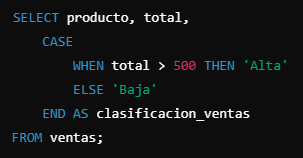 SELECT producto, total,
    CASE
        WHEN total > 500 THEN 'Alta'
        ELSE 'Baja'
    END AS clasificacion_ventas
FROM ventas;